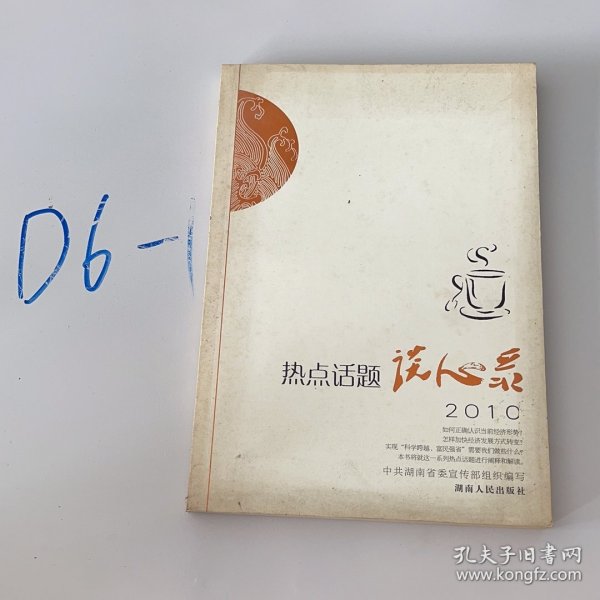 D6-1
热点话题 谈心录
2010
如何正确认识当前经济形势？
怎样加快经济发展方式转变？
实现“科学跨越、富民强省”需要我们做些什么？
本书将就这一系列热点话题进行阐释和解读。
中共湖南省委宣传部组织编写
湖南人民出版社
孔夫子旧书网
www.kongfz.com